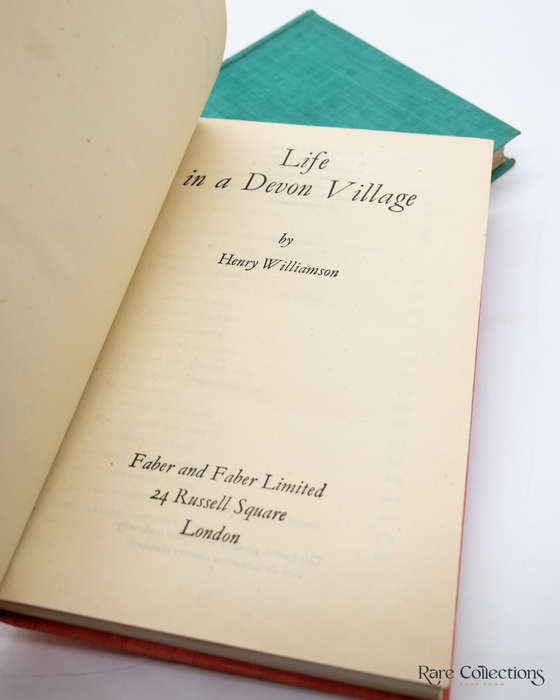 Life
in a Devon Village
by
Henry Williamson
Faber and Faber Limited
24 Russell Square
London
Rare Collections